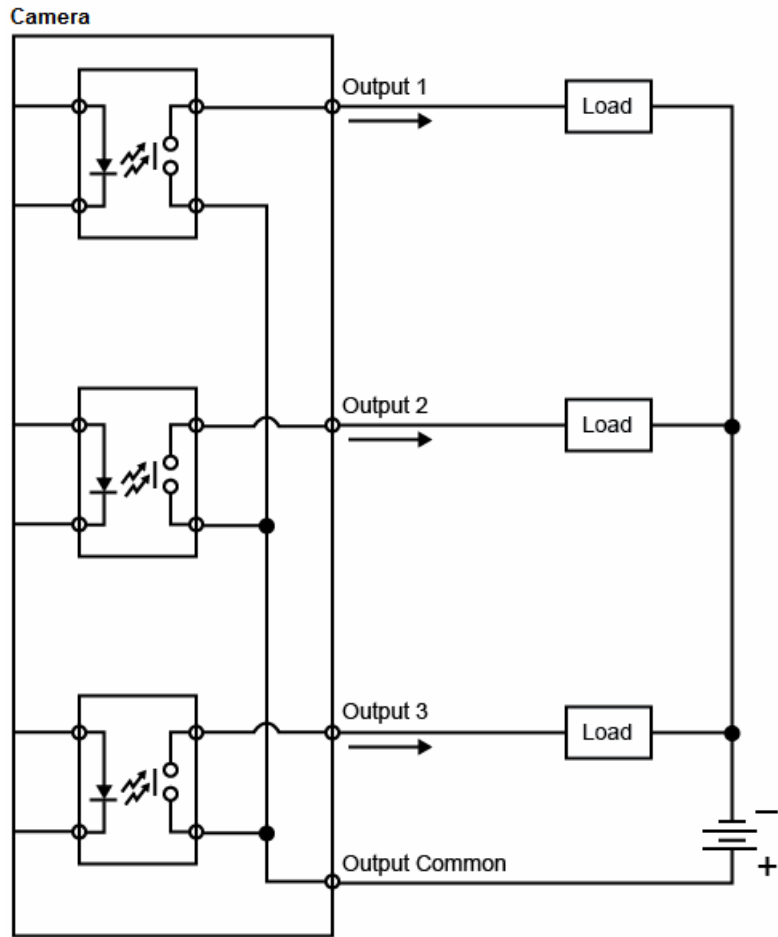 Camera
Output 1
Load
Output 2
Load
Output 3
Load
−
Output Common
+